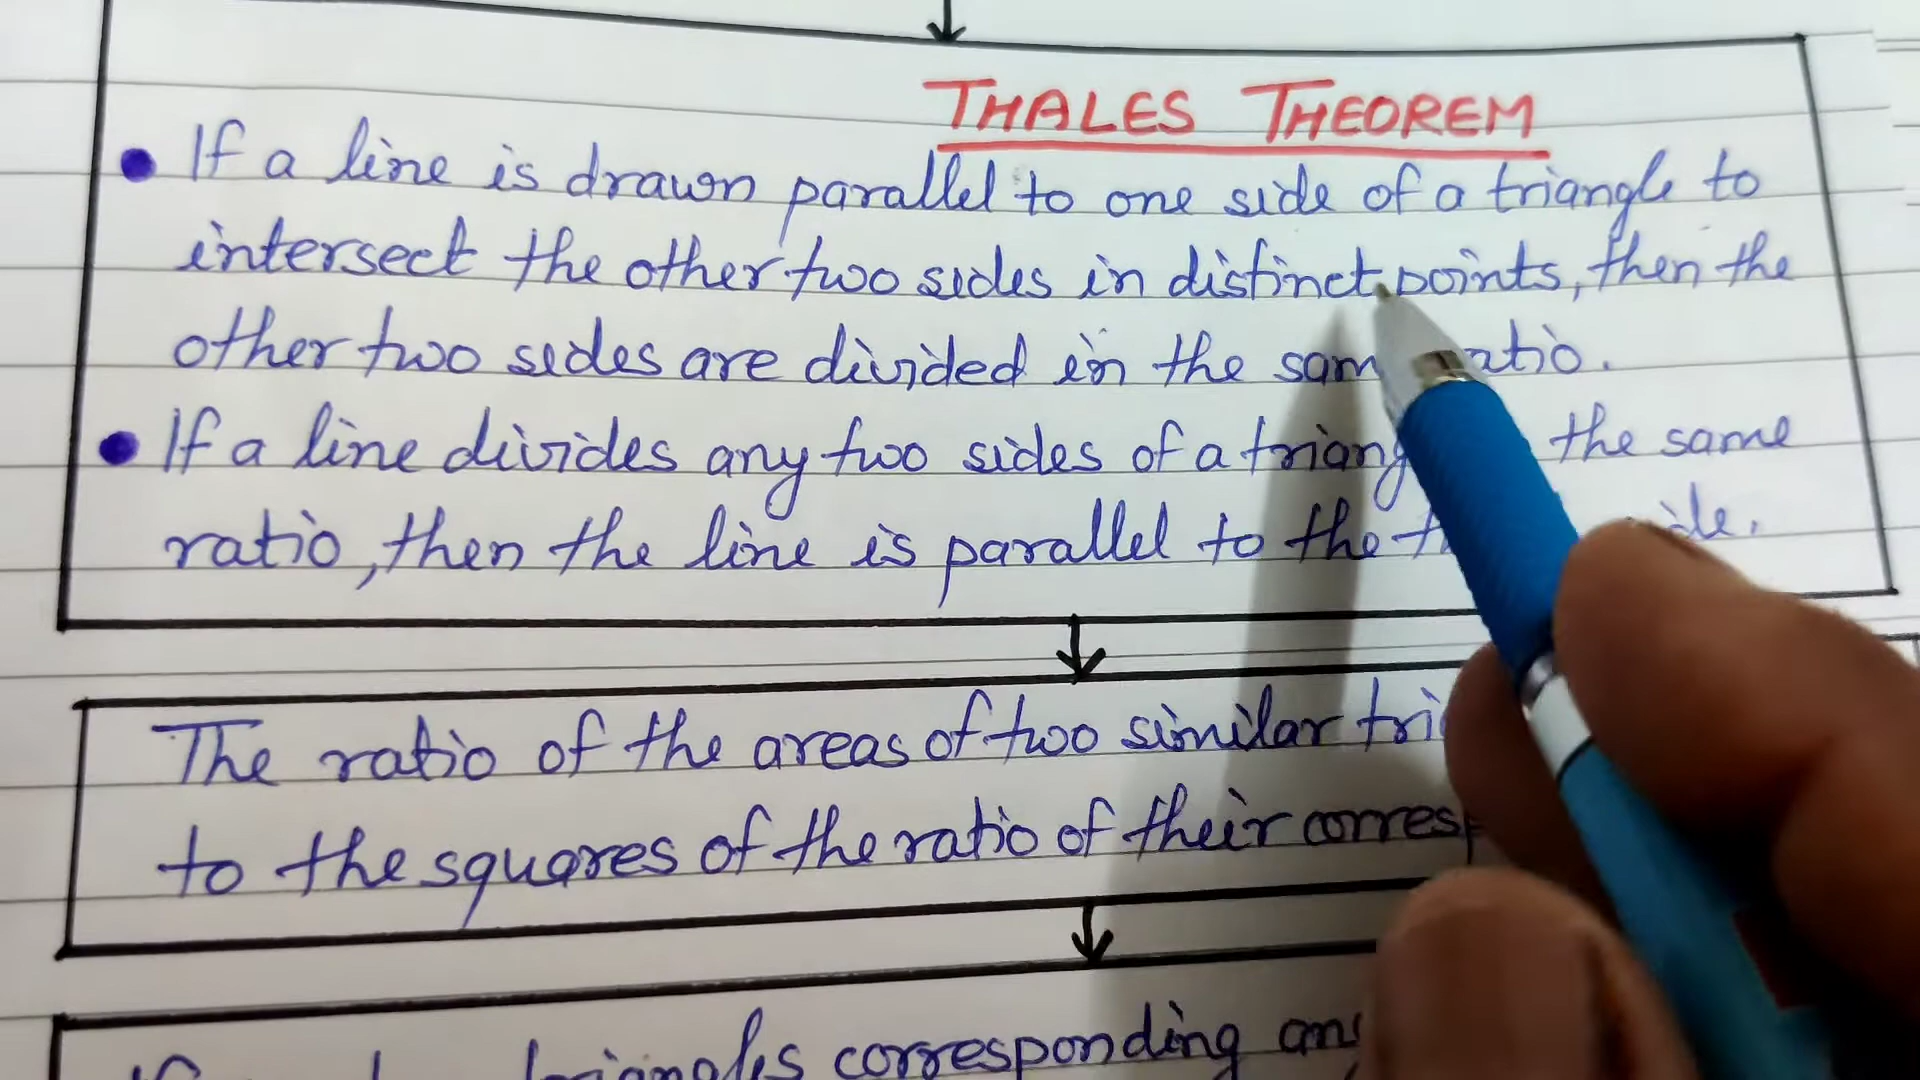 THALES THEOREM
If a line is drawn parallel to one side of a triangle to
intersect the other two sides in distinct points, then the
other two sides are divided in the same ratio.
If a line divides any two sides of a the same
ratio, then the line is parallel to the
The ratio of the areas of two similar
to the squares of the ratio of their
corresponding